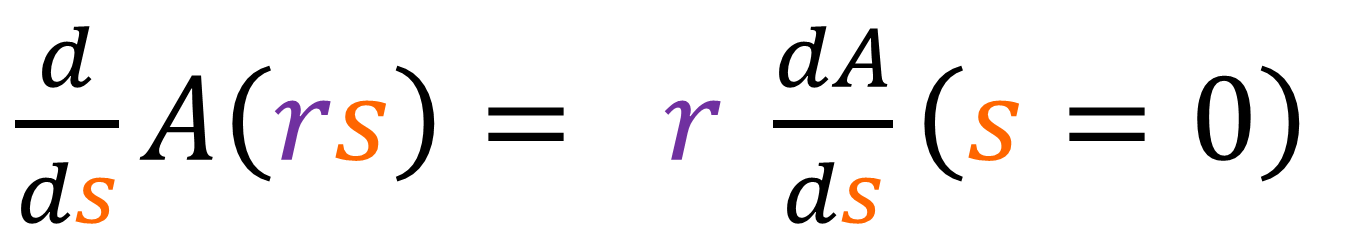 d/ds A(rs) = r dA/ds (s = 0)